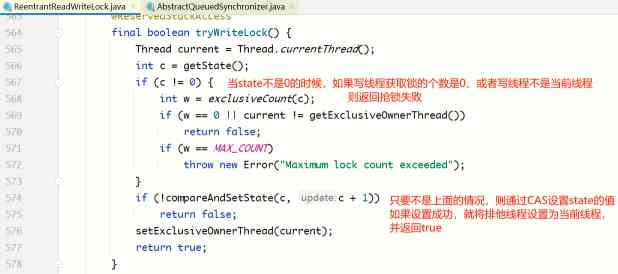 ReentrantReadWriteLock.java × AbstractQueuedSynchronizer.java ×
563 @ReservedStackAccess
564 final boolean tryWriteLock() {
565 Thread current = Thread.currentThread();
566 int c = getState();
567 if (c != 0) { 当state不是0的时候，如果写线程获取锁的个数是0，或者写线程不是当前线程
568 int w = exclusiveCount(c); 则返回抢锁失败
569 if (w == 0 || current != getExclusiveOwnerThread())
570 return false;
571 if (w == MAX_COUNT)
572 throw new Error("Maximum lock count exceeded");
573 }
574 if (!compareAndSetState(c, update: c + 1)) 只要不是上面的情况，则通过CAS设置state的值
575 return false; 如果设置成功，就将排他线程设置为当前线程，
576 setExclusiveOwnerThread(current); 并返回true
577 return true;
578 }